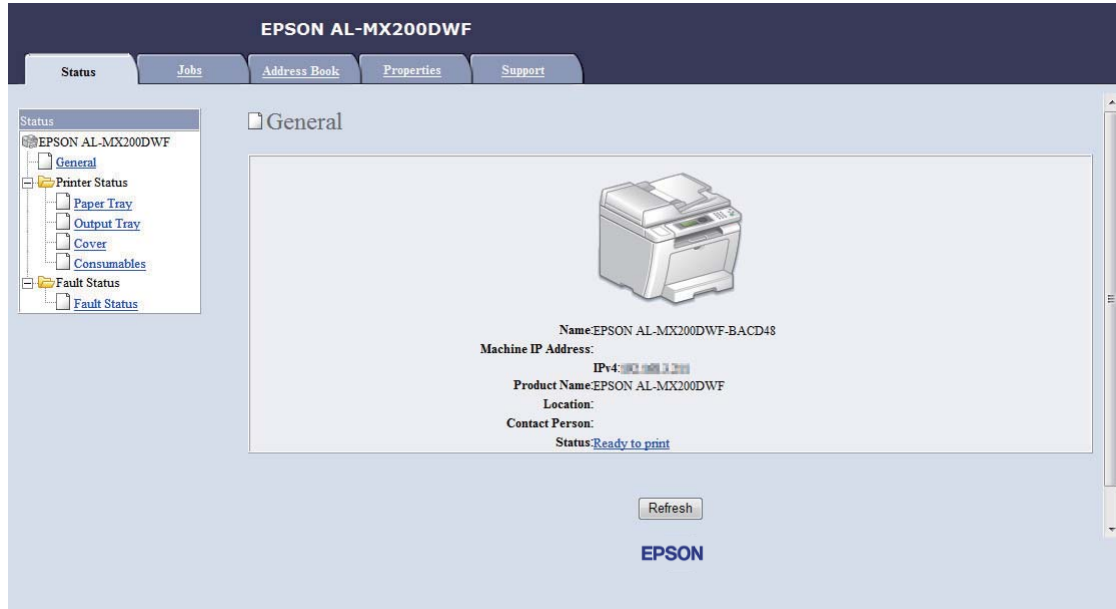 EPSON AL-MX200DWF
Status Jobs Address Book Properties Support
Status
EPSON AL-MX200DWF
General
Printer Status
Paper Tray
Output Tray
Cover
Consumables
Fault Status
Fault Status
General
Name:EPSON AL-MX200DWF-BACD48
Machine IP Address:
IPv4:
Product Name:EPSON AL-MX200DWF
Location:
Contact Person:
Status:Ready to print
Refresh
EPSON